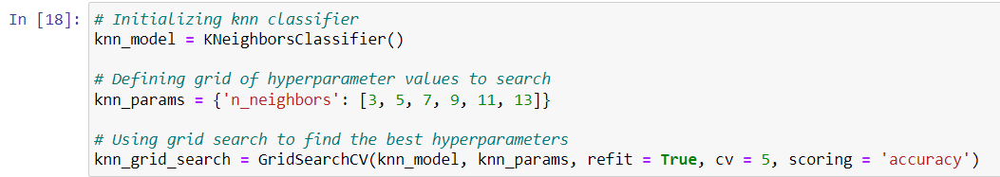 In [18]: # Initializing knn classifier
knn_model = KNeighborsClassifier()
# Defining grid of hyperparameter values to search
knn_params = {'n_neighbors': [3, 5, 7, 9, 11, 13]}
# Using grid search to find the best hyperparameters
knn_grid_search = GridSearchCV(knn_model, knn_params, refit = True, cv = 5, scoring = 'accuracy')